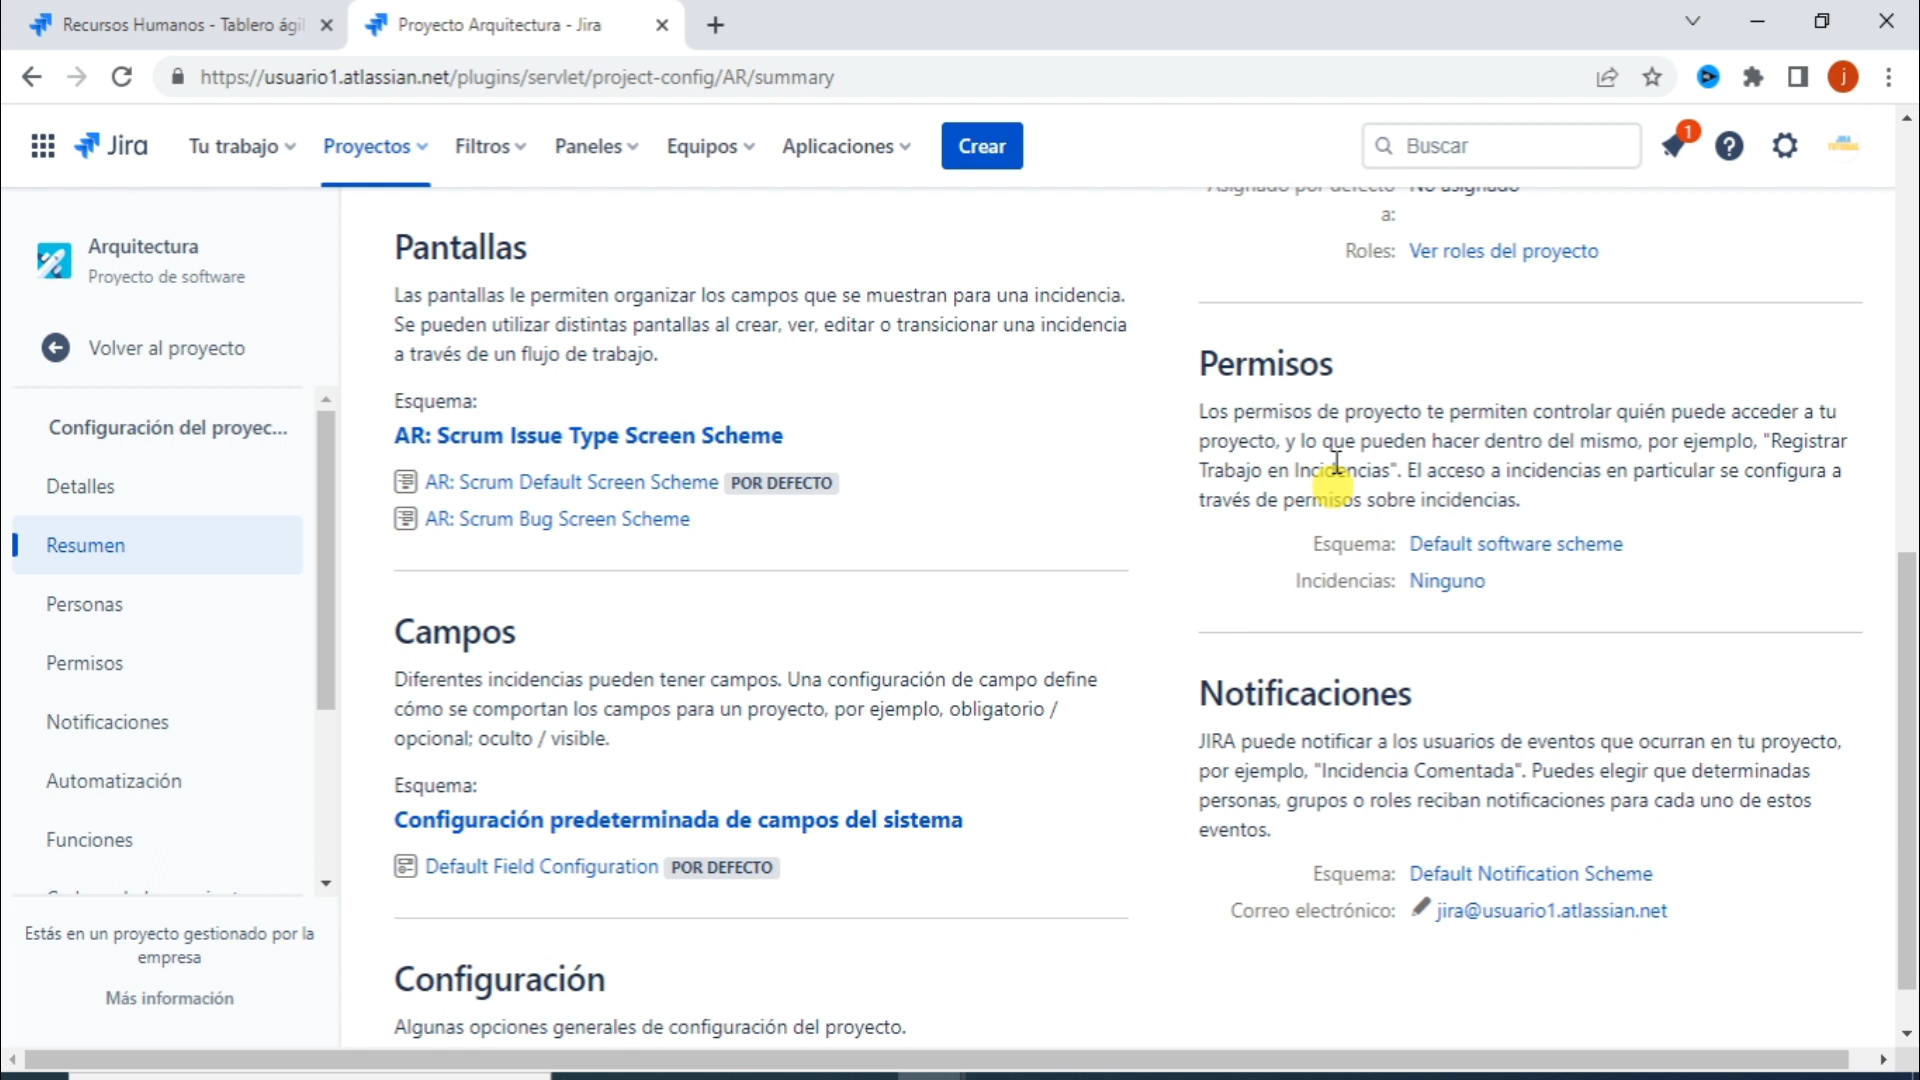 Recursos Humanos - Tablero ágil
Proyecto Arquitectura - Jira
https://usuario1.atlassian.net/plugins/servlet/project-config/AR/summary
j
Jira
Tu trabajo
Proyectos
Filtros
Paneles
Equipos
Aplicaciones
Crear
Buscar
1
Arquitectura
Proyecto de software
Volver al proyecto
Configuración del proyec...
Detalles
Resumen
Personas
Permisos
Notificaciones
Automatización
Funciones
Estás en un proyecto gestionado por la
empresa
Más información
Pantallas
Las pantallas le permiten organizar los campos que se muestran para una incidencia.
Se pueden utilizar distintas pantallas al crear, ver, editar o transicionar una incidencia
a través de un flujo de trabajo.
Esquema:
AR: Scrum Issue Type Screen Scheme
AR: Scrum Default Screen Scheme POR DEFECTO
AR: Scrum Bug Screen Scheme
Campos
Diferentes incidencias pueden tener campos. Una configuración de campo define
cómo se comportan los campos para un proyecto, por ejemplo, obligatorio /
opcional; oculto / visible.
Esquema:
Configuración predeterminada de campos del sistema
Default Field Configuration POR DEFECTO
Configuración
Algunas opciones generales de configuración del proyecto.
Asignado por defecto No asignado
a:
Roles: Ver roles del proyecto
Permisos
Los permisos de proyecto te permiten controlar quién puede acceder a tu
proyecto, y lo que pueden hacer dentro del mismo, por ejemplo, "Registrar
Trabajo en Incidencias". El acceso a incidencias en particular se configura a
través de permisos sobre incidencias.
Esquema: Default software scheme
Incidencias: Ninguno
Notificaciones
JIRA puede notificar a los usuarios de eventos que ocurran en tu proyecto,
por ejemplo, "Incidencia Comentada". Puedes elegir que determinadas
personas, grupos o roles reciban notificaciones para cada uno de estos
eventos.
Esquema: Default Notification Scheme
Correo electrónico: jira@usuario1.atlassian.net